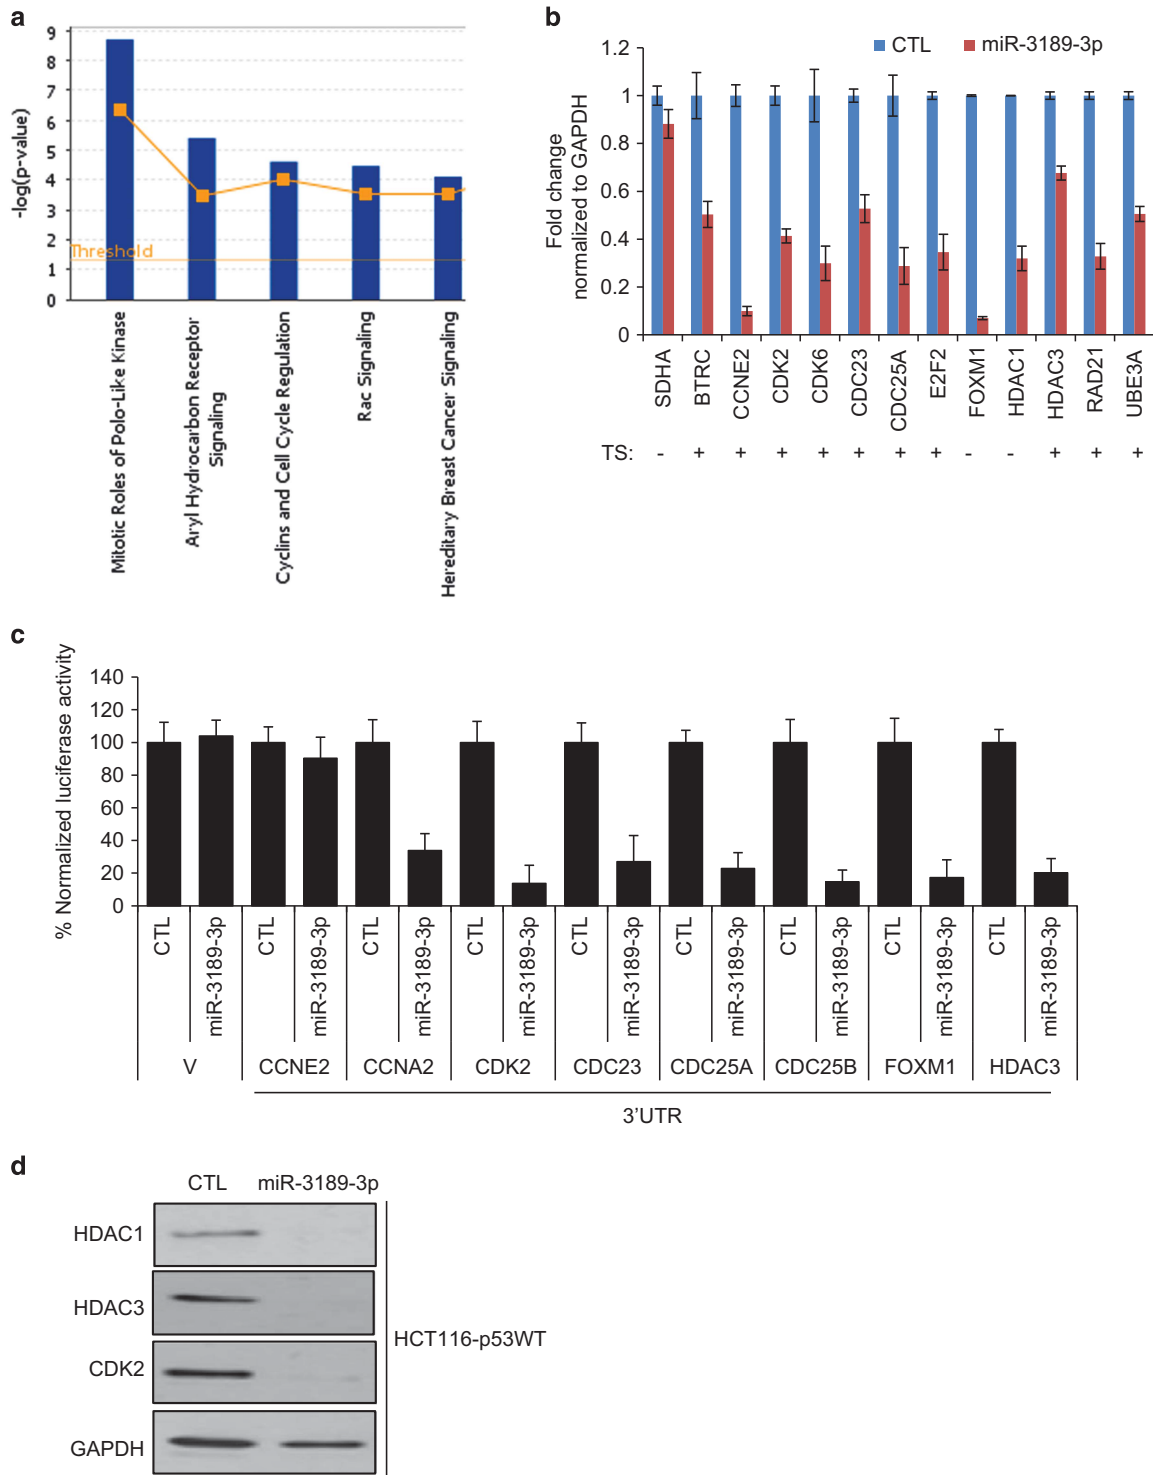 a
9
8
7
6
5
4
3
2
1
0
-log(p-value)
Threshold
Mitotic Roles of Polo-Like Kinase
Aryl Hydrocarbon Receptor
Signaling
Cyclins and Cell Cycle Regulation
Rac Signaling
Hereditary Breast Cancer Signaling
b
CTL
miR-3189-3p
1.2
1
0.8
0.6
0.4
0.2
0
Fold change
normalized to GAPDH
SDHA
BTRC
CCNE2
CDK2
CDK6
CDC23
CDC25A
E2F2
FOXM1
HDAC1
HDAC3
RAD21
UBE3A
TS: - + + + + + + + - - + + +
c
140
120
100
80
60
40
20
0
% Normalized luciferase activity
CTL
miR-3189-3p
CTL
miR-3189-3p
CTL
miR-3189-3p
CTL
miR-3189-3p
CTL
miR-3189-3p
CTL
miR-3189-3p
CTL
miR-3189-3p
CTL
miR-3189-3p
CTL
miR-3189-3p
V CCNE2 CCNA2 CDK2 CDC23 CDC25A CDC25B FOXM1 HDAC3
3'UTR
d
CTL miR-3189-3p
HDAC1
HDAC3
CDK2
GAPDH
HCT116-p53WT